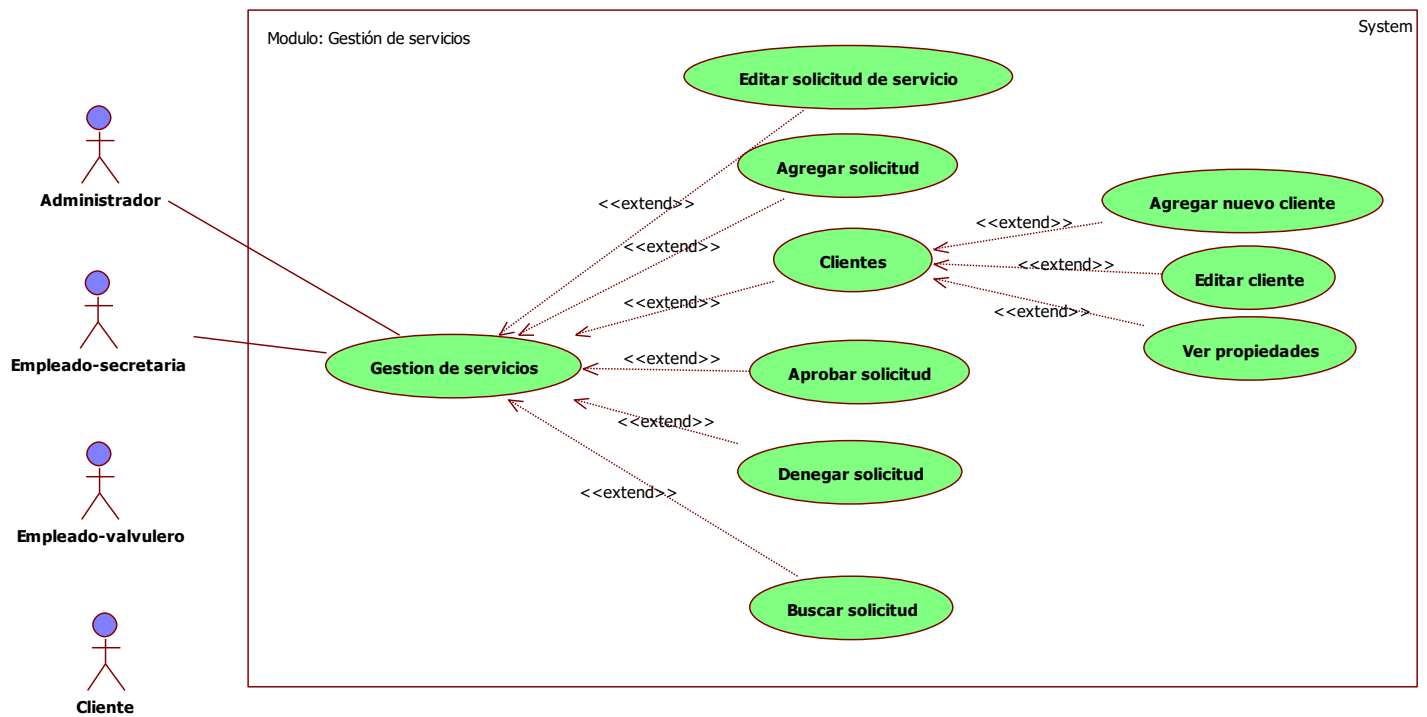 System
Modulo: Gestión de servicios
Editar solicitud de servicio
Agregar solicitud
<<extend>>
Agregar nuevo cliente
Administrador
<<extend>>
<<extend>>
Clientes
<<extend>>
Editar cliente
<<extend>>
<<extend>>
Ver propiedades
Empleado-secretaria
Gestion de servicios
<<extend>>
Aprobar solicitud
<<extend>>
Denegar solicitud
<<extend>>
Empleado-valvulero
Buscar solicitud
Cliente